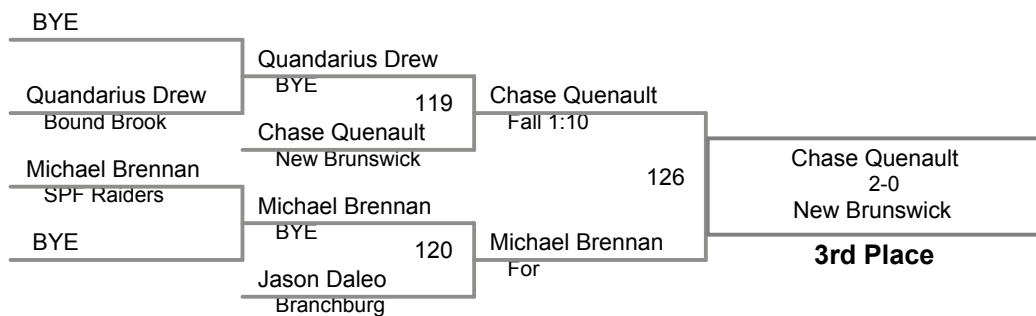 BYE
Quandarius Drew
Bound Brook
Michael Brennan
SPF Raiders
BYE
Quandarius Drew
BYE
119
Chase Quenault
New Brunswick
Michael Brennan
BYE
120
Jason Daleo
Branchburg
Chase Quenault
Fall 1:10
126
Michael Brennan
For
Chase Quenault
2-0
New Brunswick
3rd Place